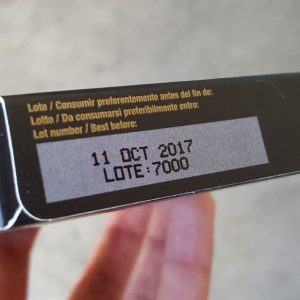 Lote / Consumir preferentemente antes del fin de:
Lotto / Da consumarsi preferibilmente entro:
Lot number / Best before:
11 OCT 2017
LOTE:7000